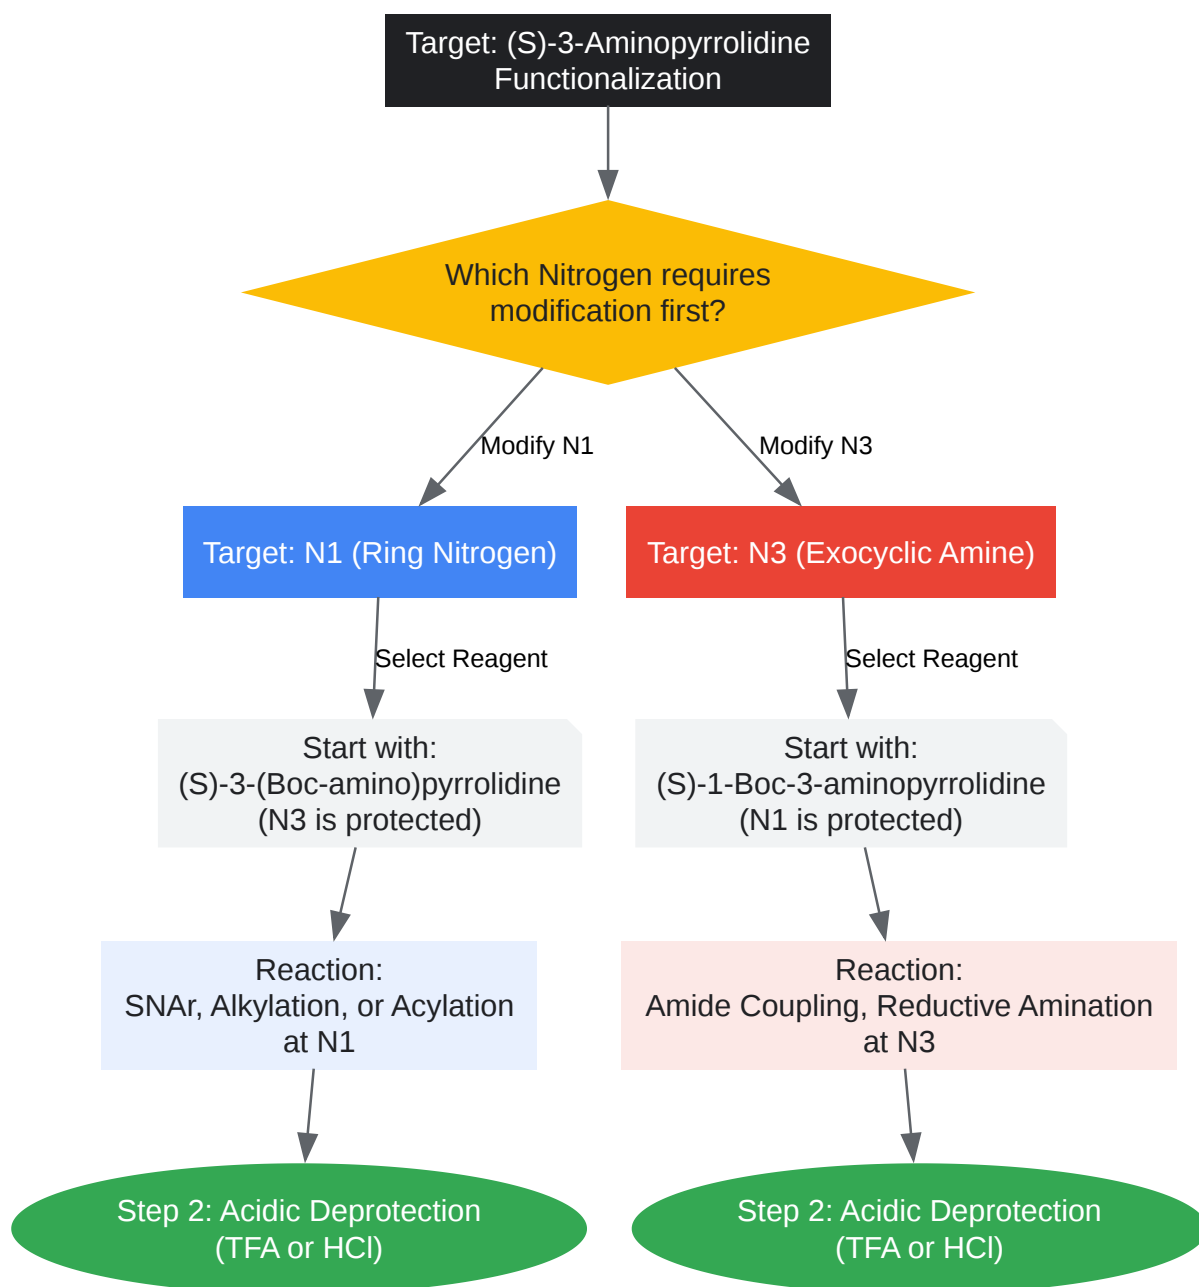 Target: (S)-3-Aminopyrrolidine
Functionalization
Which Nitrogen requires
modification first?
Modify N1
Modify N3
Target: N1 (Ring Nitrogen)
Target: N3 (Exocyclic Amine)
Select Reagent
Select Reagent
Start with:
(S)-3-(Boc-amino)pyrrolidine
(N3 is protected)
Start with:
(S)-1-Boc-3-aminopyrrolidine
(N1 is protected)
Reaction:
SNAr, Alkylation, or Acylation
at N1
Reaction:
Amide Coupling, Reductive Amination
at N3
Step 2: Acidic Deprotection
(TFA or HCl)
Step 2: Acidic Deprotection
(TFA or HCl)